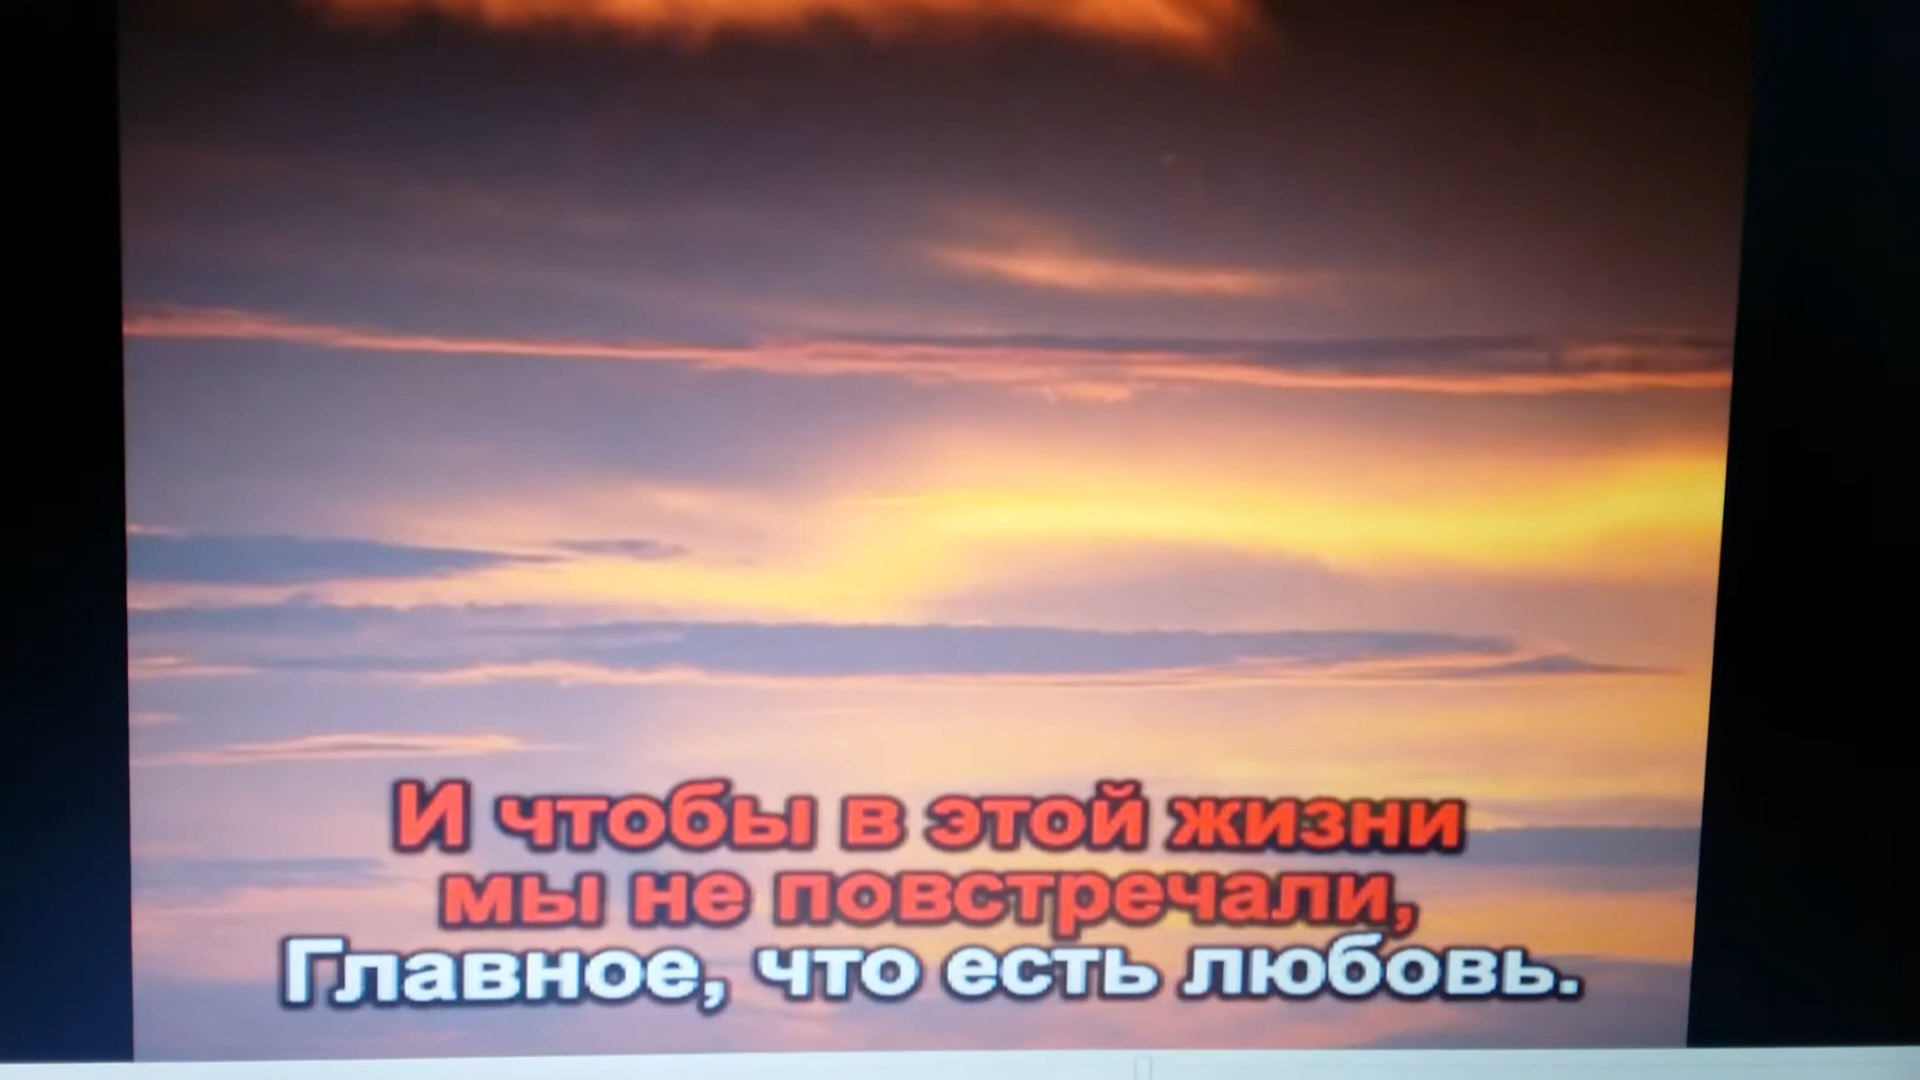 И чтобы в этой жизни
мы не повстречали,
Главное, что есть любовь.